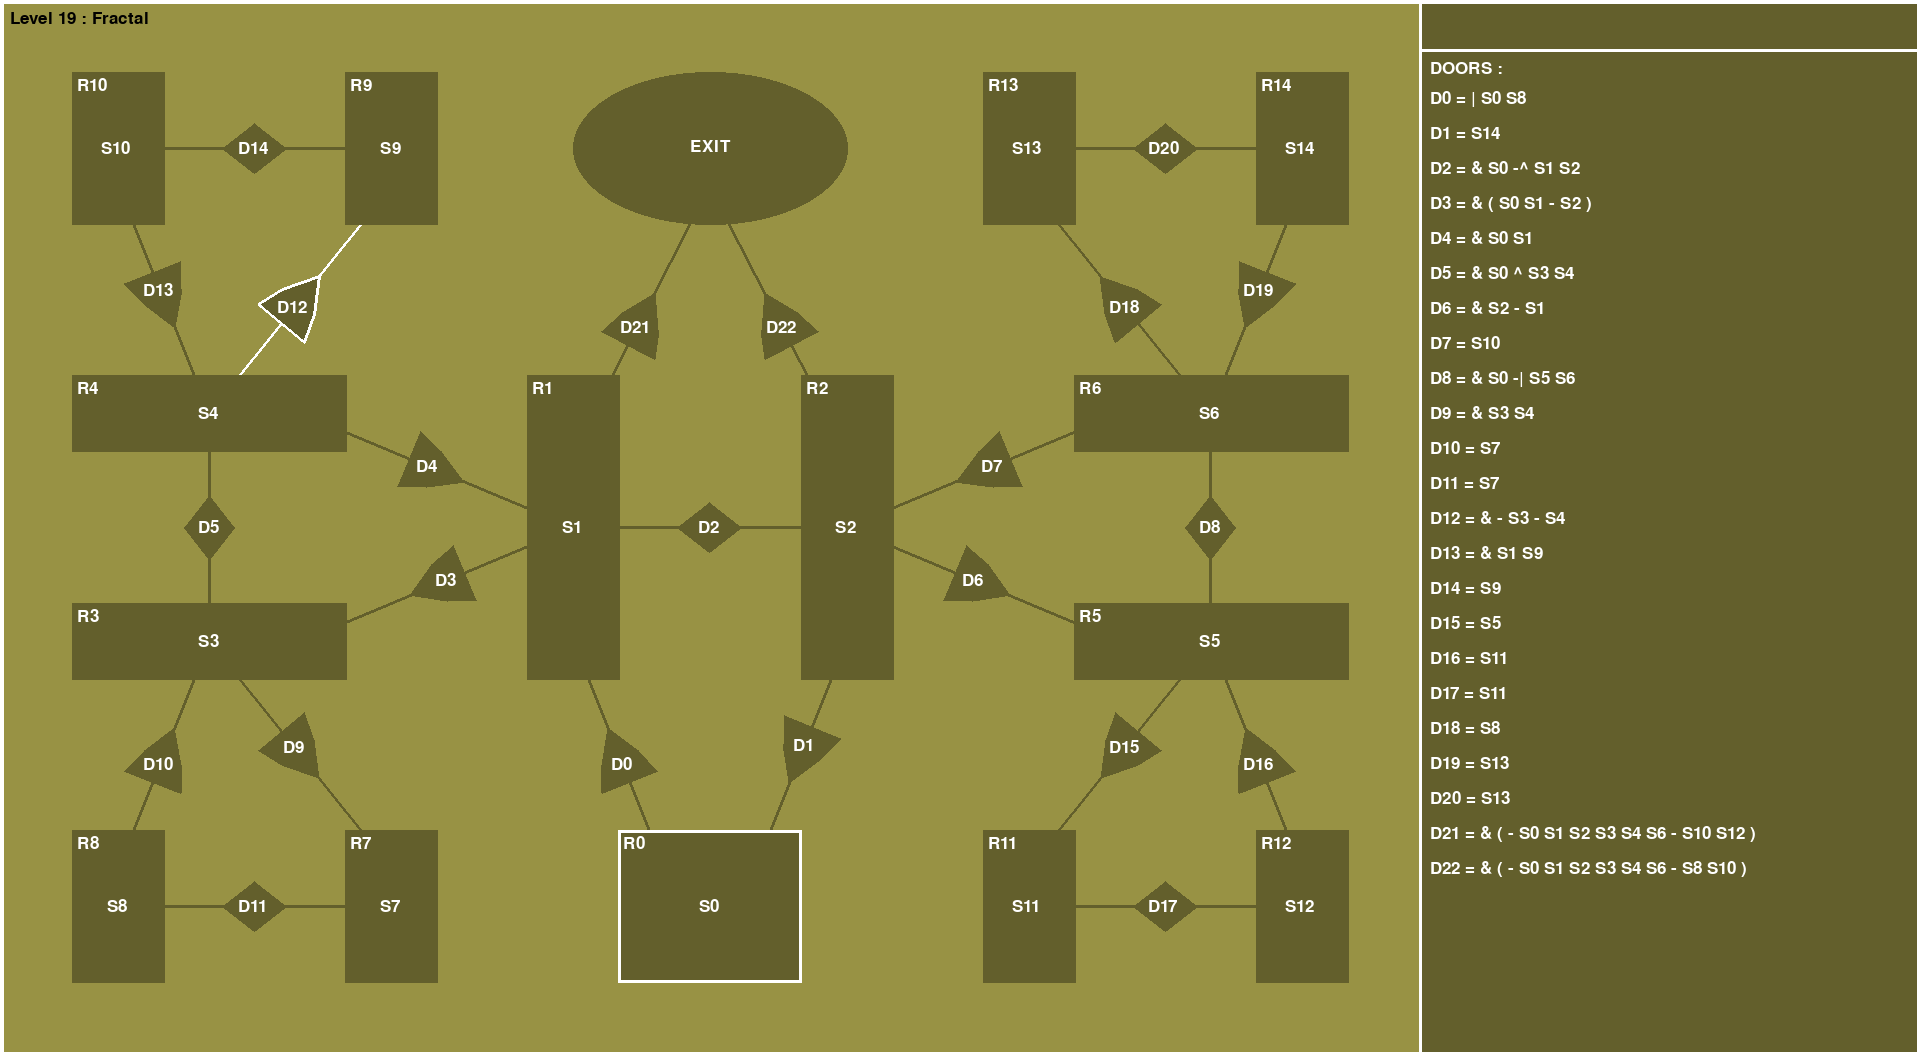 Level 19 : Fractal
R10
R9
R13
R14
S10
D14
S9
EXIT
S13
D20
S14
D13
D12
D21
D22
D18
D19
R4
R1
R2
R6
S4
S6
D4
D7
D5
S1
D2
S2
D8
D3
D6
R3
R5
S3
S5
D10
D9
D0
D1
D15
D16
R8
R7
R0
R11
R12
S8
D11
S7
S0
S11
D17
S12
DOORS :
D0 = | S0 S8
D1 = S14
D2 = & S0 -^ S1 S2
D3 = & ( S0 S1 - S2 )
D4 = & S0 S1
D5 = & S0 ^ S3 S4
D6 = & S2 - S1
D7 = S10
D8 = & S0 -| S5 S6
D9 = & S3 S4
D10 = S7
D11 = S7
D12 = & - S3 - S4
D13 = & S1 S9
D14 = S9
D15 = S5
D16 = S11
D17 = S11
D18 = S8
D19 = S13
D20 = S13
D21 = & ( - S0 S1 S2 S3 S4 S6 - S10 S12 )
D22 = & ( - S0 S1 S2 S3 S4 S6 - S8 S10 )